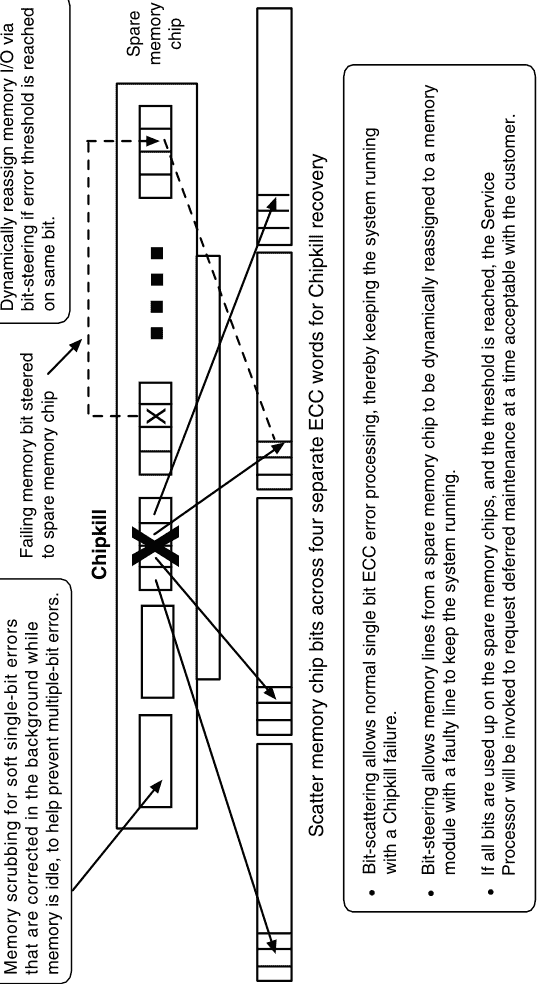 Memory scrubbing for soft single-bit errors
that are corrected in the background while
memory is idle, to help prevent multiple-bit errors.
Failing memory bit steered
to spare memory chip
Dynamically reassign memory I/O via
bit-steering if error threshold is reached
on same bit.
Chipkill
X
X
Spare
memory
chip
Scatter memory chip bits across four separate ECC words for Chipkill recovery
• Bit-scattering allows normal single bit ECC error processing, thereby keeping the system running
with a Chipkill failure.
• Bit-steering allows memory lines from a spare memory chip to be dynamically reassigned to a memory
module with a faulty line to keep the system running.
• If all bits are used up on the spare memory chips, and the threshold is reached, the Service
Processor will be invoked to request deferred maintenance at a time acceptable with the customer.